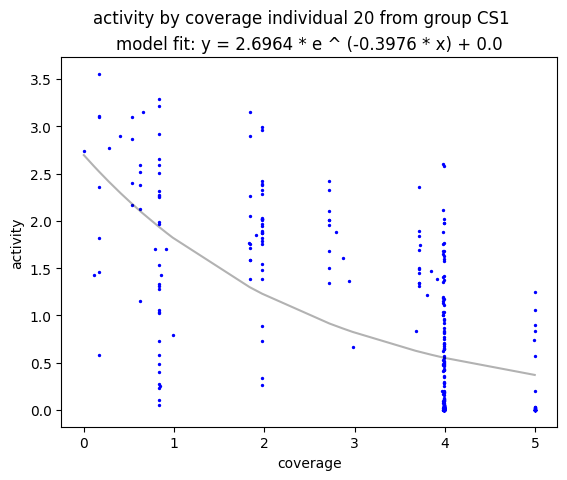 activity by coverage individual 20 from group CS1
model fit: y = 2.6964 * e ^ (-0.3976 * x) + 0.0
3.5
3.0
2.5
2.0
1.5
1.0
0.5
0.0
activity
0 1 2 3 4 5
coverage